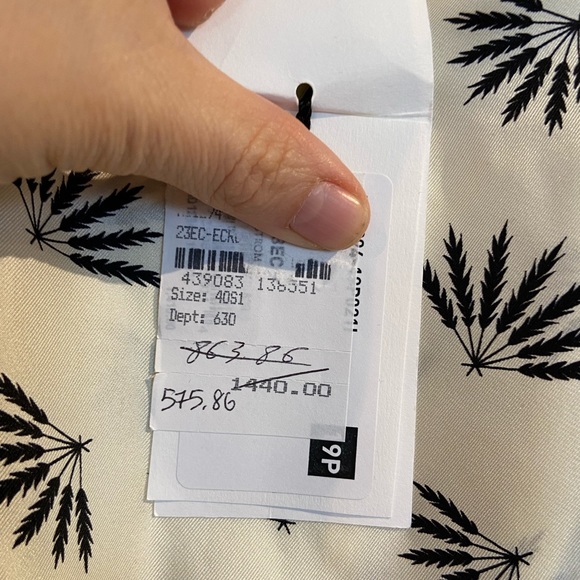 23EC-ECRU
439083 136351
Size: 40S1
Dept: 630
863.86
1440.00
575.86
9P